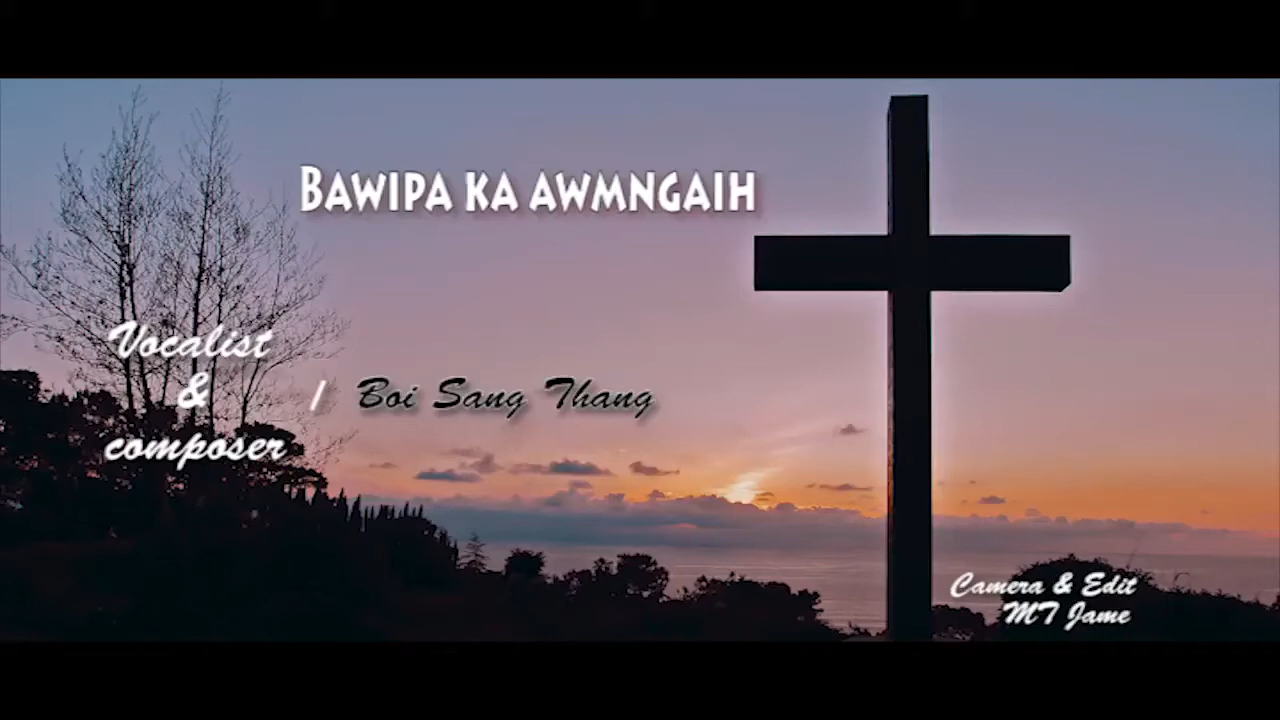 Bawipa ka awmngaih
Vocalist
&
composer
/ Boi Sang Thang
Camera & Edit
MT Jame